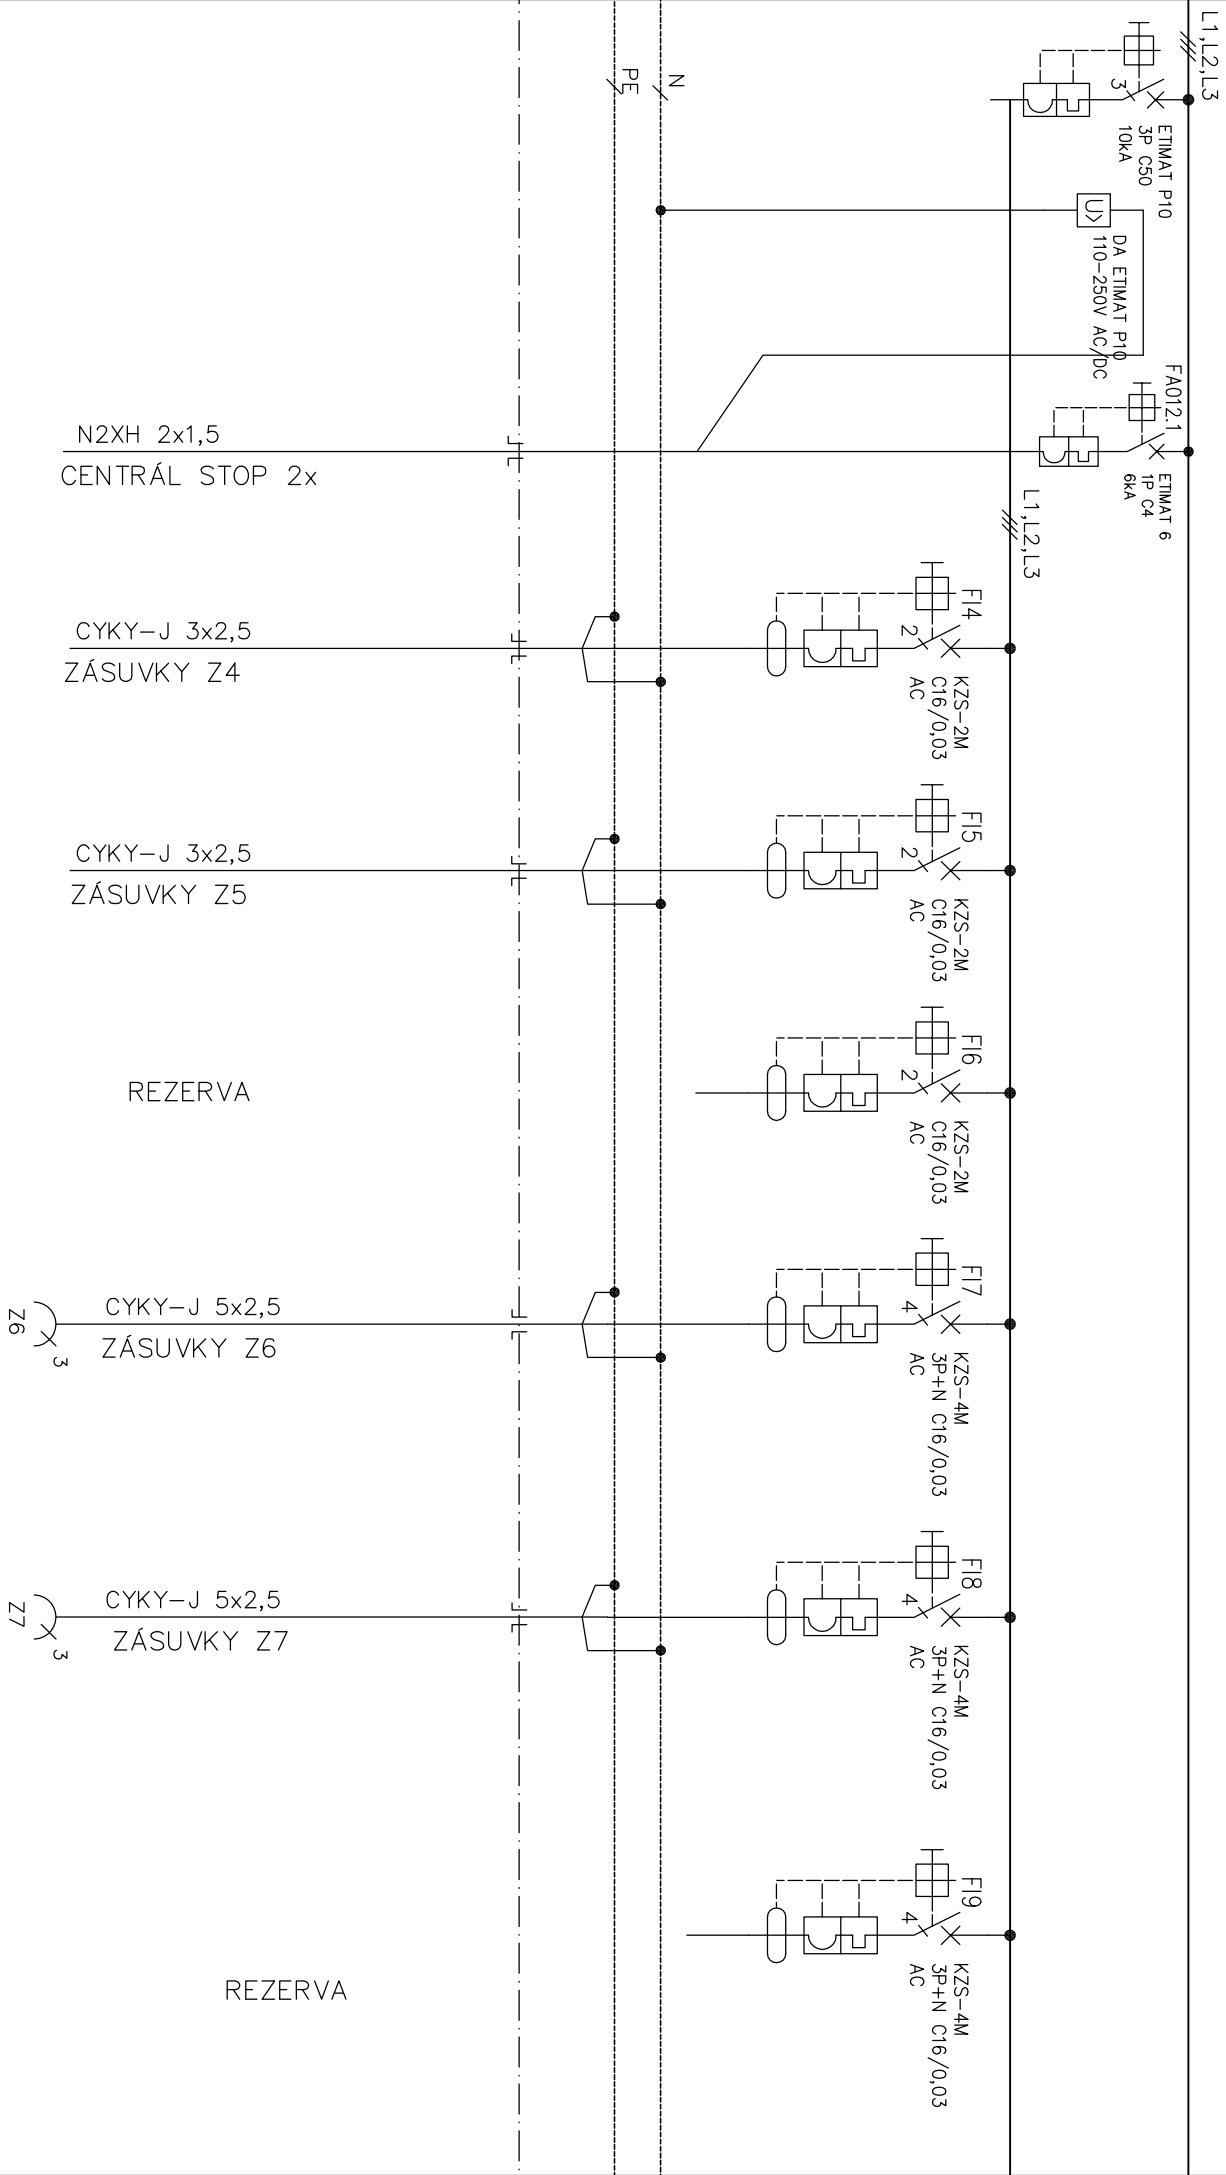 L1,L2,L3
ETIMAT P10
3P C50
10kA
3
PE
N
U>
DA ETIMAT P10
110-250V AC/DC
FA012.1
ETIMAT 6
1P C4
6kA
N2XH 2x1,5
CENTRÁL STOP 2x
L1,L2,L3
FI4
2
KZS-2M
C16/0,03
AC
CYKY-J 3x2,5
ZÁSUVKY Z4
FI5
2
KZS-2M
C16/0,03
AC
CYKY-J 3x2,5
ZÁSUVKY Z5
FI6
2
KZS-2M
C16/0,03
AC
REZERVA
FI7
4
KZS-4M
3P+N C16/0,03
AC
CYKY-J 5x2,5
ZÁSUVKY Z6
Z6
3
FI8
4
KZS-4M
3P+N C16/0,03
AC
CYKY-J 5x2,5
ZÁSUVKY Z7
Z7
3
FI9
4
KZS-4M
3P+N C16/0,03
AC
REZERVA